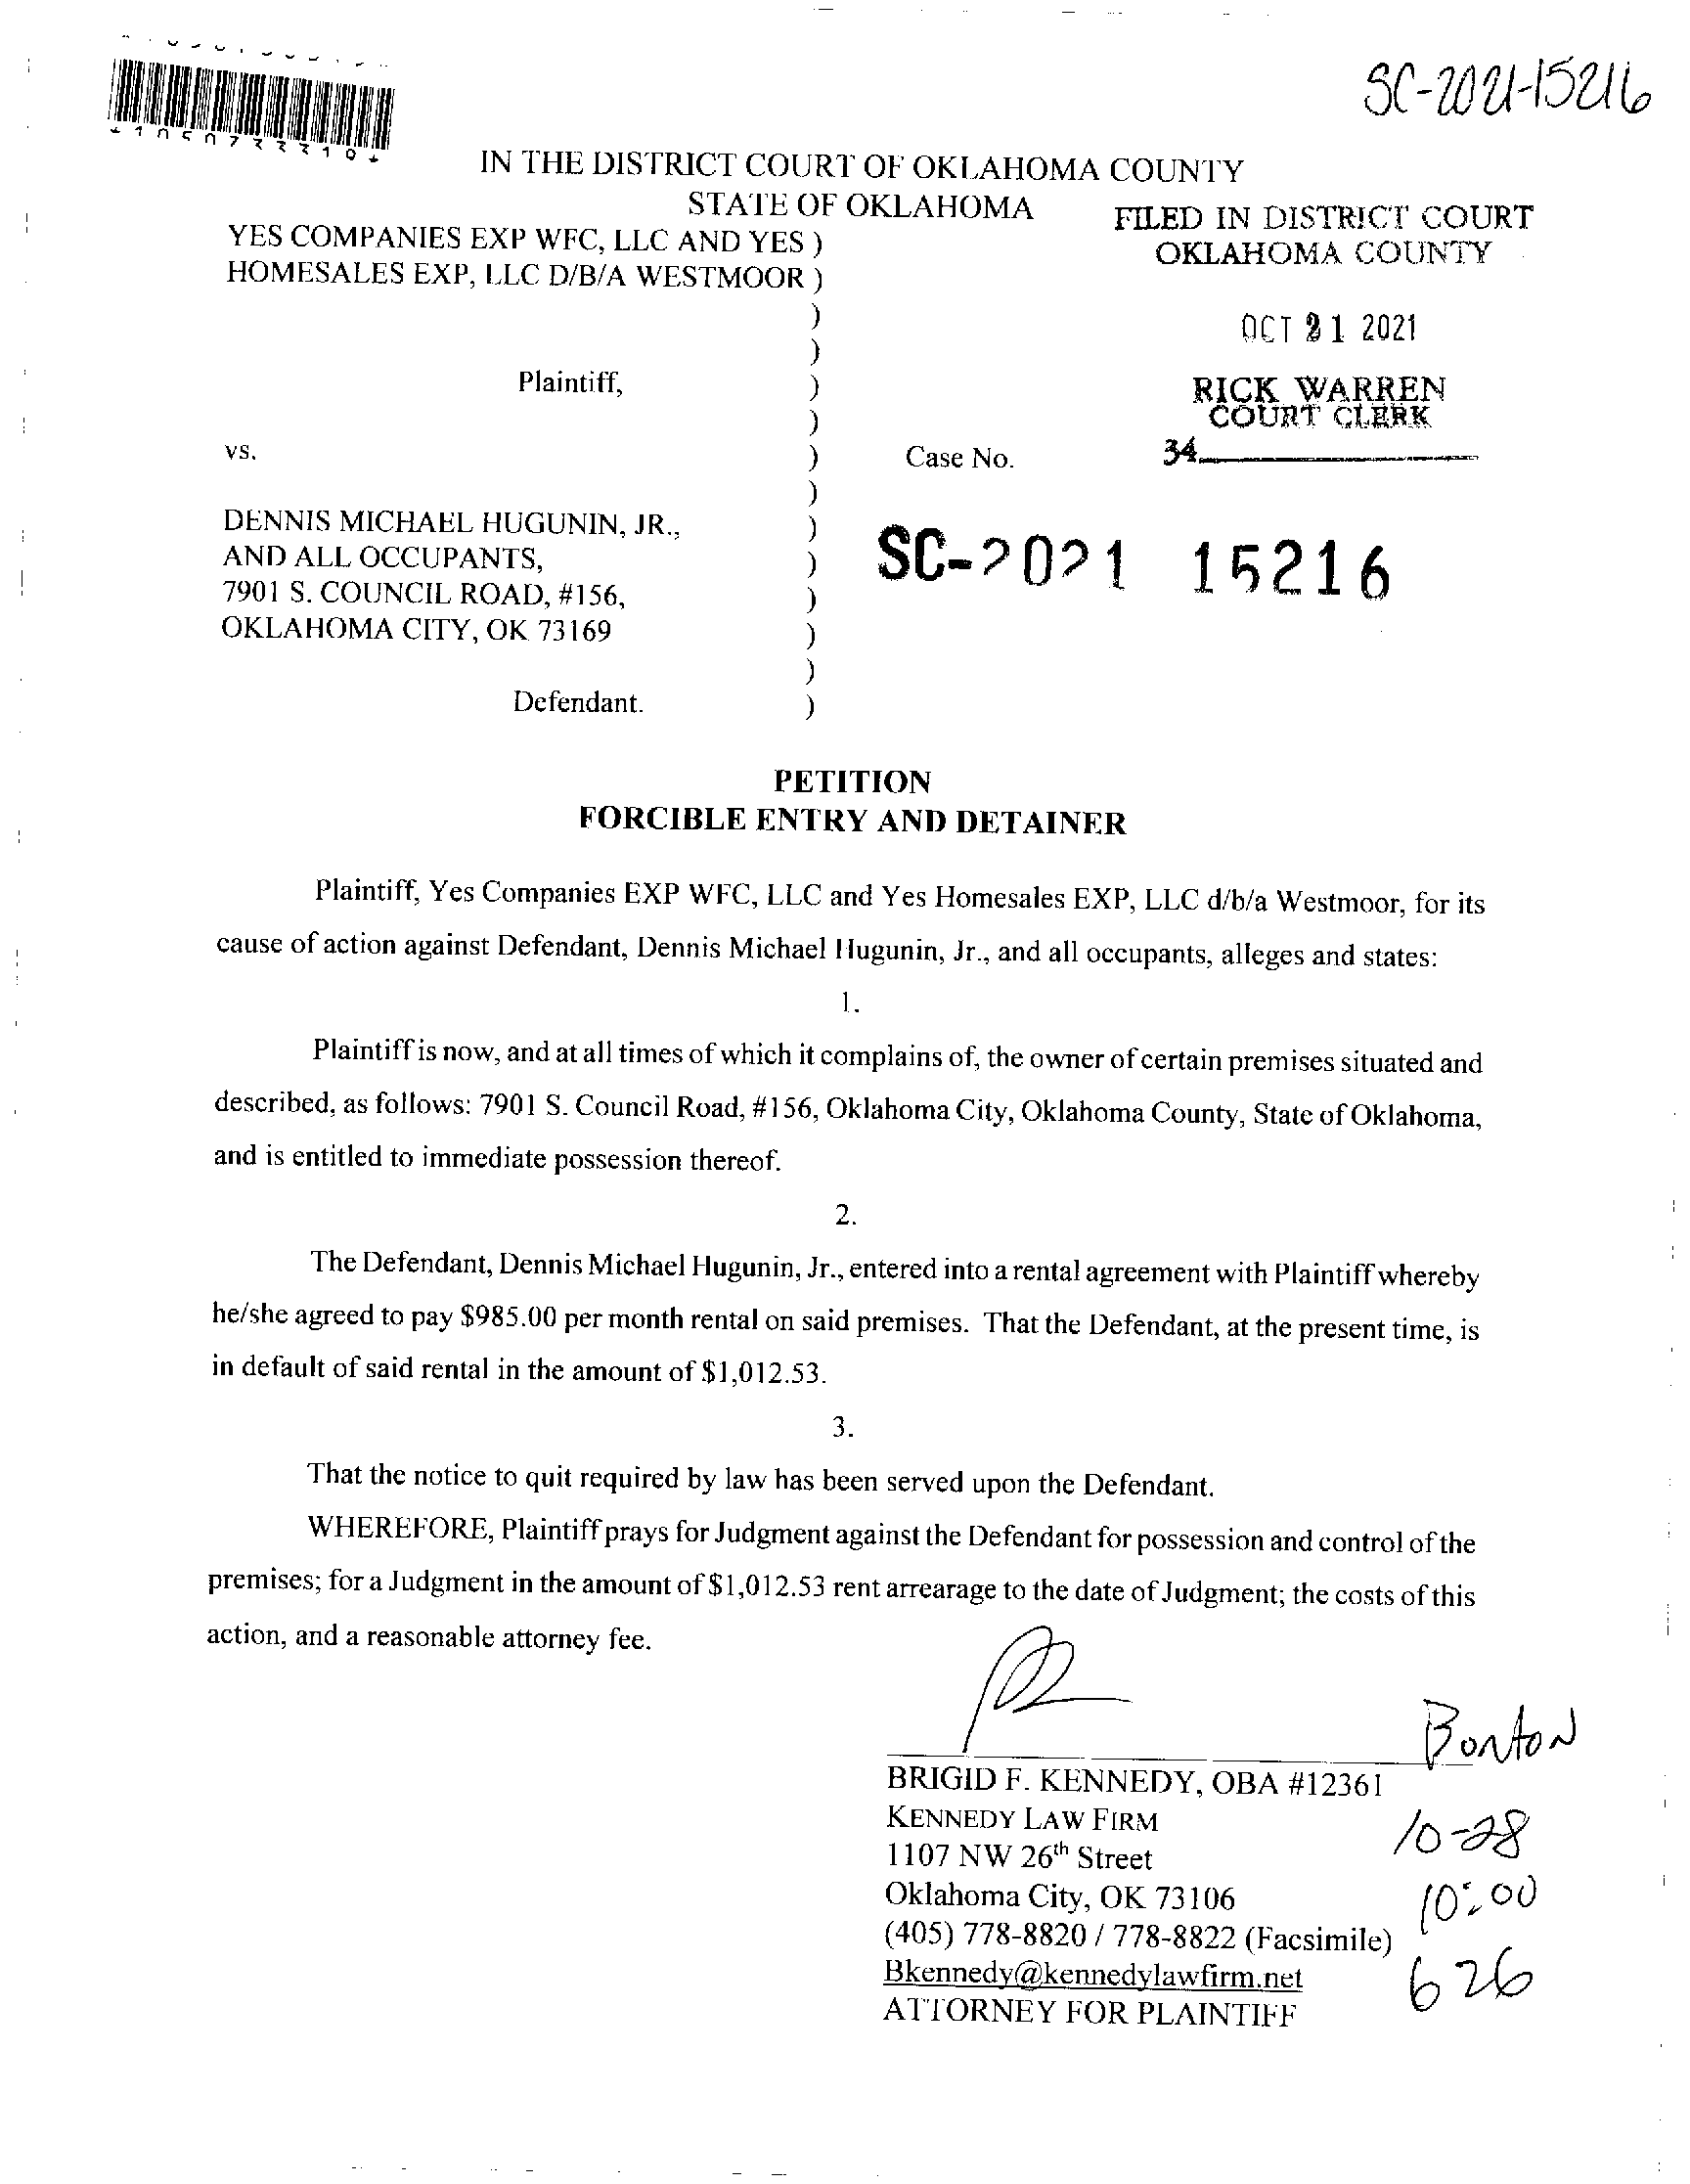 SC-2021-15216
IN THE DISTRICT COURT OF OKLAHOMA COUNTY
STATE OF OKLAHOMA
FILED IN DISTRICT COURT
OKLAHOMA COUNTY
YES COMPANIES EXP WFC, LLC AND YES )
HOMESALES EXP, LLC D/B/A WESTMOOR )
)
OCT 21 2021
)
Plaintiff, )
RICK WARREN
COURT CLERK
)
vs. ) Case No. 34
)
DENNIS MICHAEL HUGUNIN, JR., )
AND ALL OCCUPANTS, ) SC-2021 15216
7901 S. COUNCIL ROAD, #156, )
OKLAHOMA CITY, OK 73169 )
)
Defendant. )
PETITION
FORCIBLE ENTRY AND DETAINER
Plaintiff, Yes Companies EXP WFC, LLC and Yes Homesales EXP, LLC d/b/a Westmoor, for its
cause of action against Defendant, Dennis Michael Hugunin, Jr., and all occupants, alleges and states:
1.
Plaintiff is now, and at all times of which it complains of, the owner of certain premises situated and
described, as follows: 7901 S. Council Road, #156, Oklahoma City, Oklahoma County, State of Oklahoma,
and is entitled to immediate possession thereof.
2.
The Defendant, Dennis Michael Hugunin, Jr., entered into a rental agreement with Plaintiff whereby
he/she agreed to pay $985.00 per month rental on said premises. That the Defendant, at the present time, is
in default of said rental in the amount of $1,012.53.
3.
That the notice to quit required by law has been served upon the Defendant.
WHEREFORE, Plaintiff prays for Judgment against the Defendant for possession and control of the
premises; for a Judgment in the amount of $1,012.53 rent arrearage to the date of Judgment; the costs of this
action, and a reasonable attorney fee.
Bonton
BRIGID F. KENNEDY, OBA #12361
KENNEDY LAW FIRM
1107 NW 26th Street
10-28
Oklahoma City, OK 73106
10:00
(405) 778-8820 / 778-8822 (Facsimile)
Bkennedy@kennedylawfirm.net
626
ATTORNEY FOR PLAINTIFF